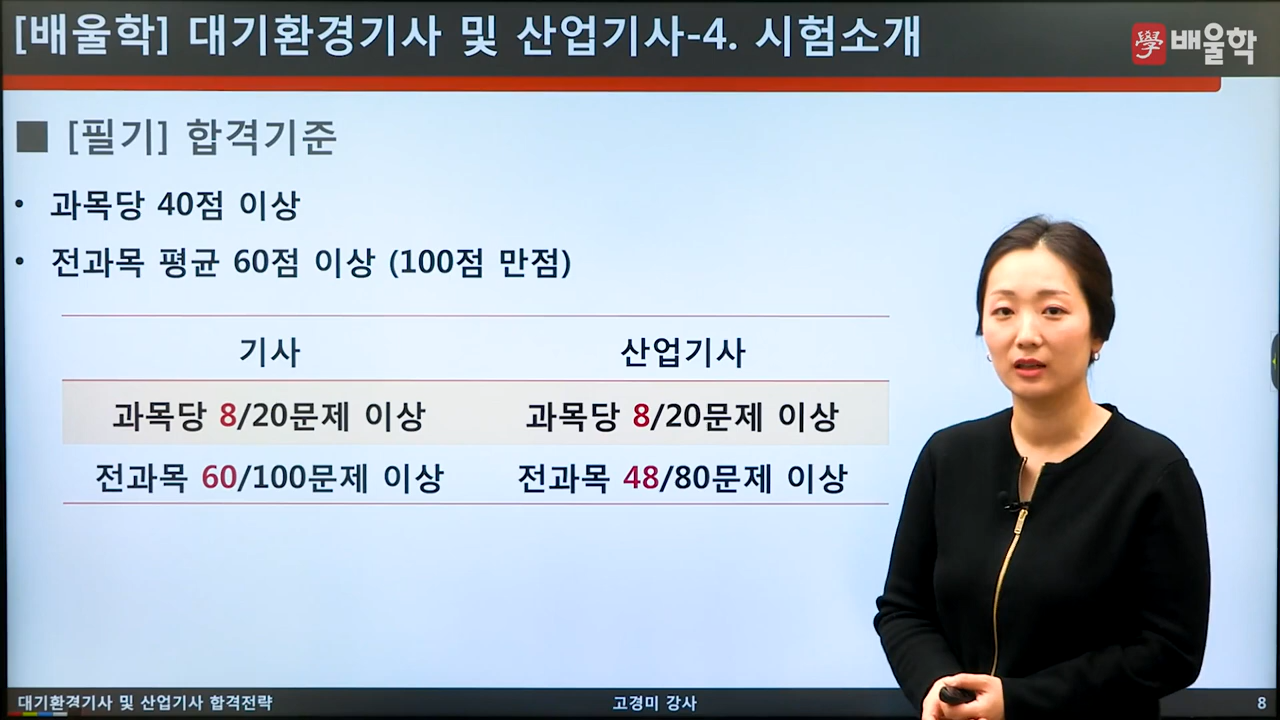 [배울학] 대기환경기사 및 산업기사-4. 시험소개
學 배울학
■ [필기] 합격기준
• 과목당 40점 이상
• 전과목 평균 60점 이상 (100점 만점)
기사 산업기사
과목당 8/20문제 이상 과목당 8/20문제 이상
전과목 60/100문제 이상 전과목 48/80문제 이상
대기환경기사 및 산업기사 합격전략 고경미 강사 8